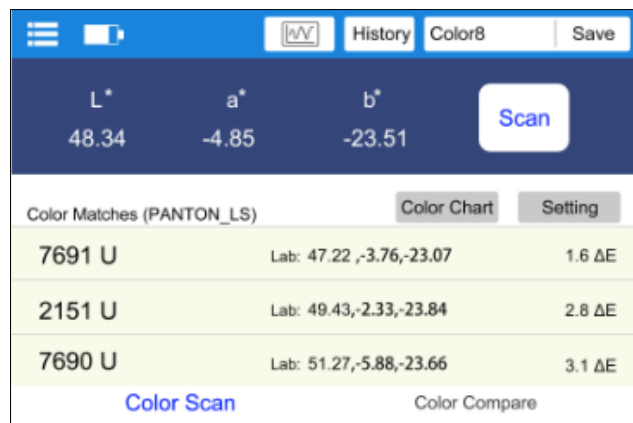 History Color8 Save
L* a* b*
48.34 -4.85 -23.51 Scan
Color Matches (PANTON_LS) Color Chart Setting
7691 U Lab: 47.22 ,-3.76,-23.07 1.6 ΔE
2151 U Lab: 49.43,-2.33,-23.84 2.8 ΔE
7690 U Lab: 51.27,-5.88,-23.66 3.1 ΔE
Color Scan Color Compare